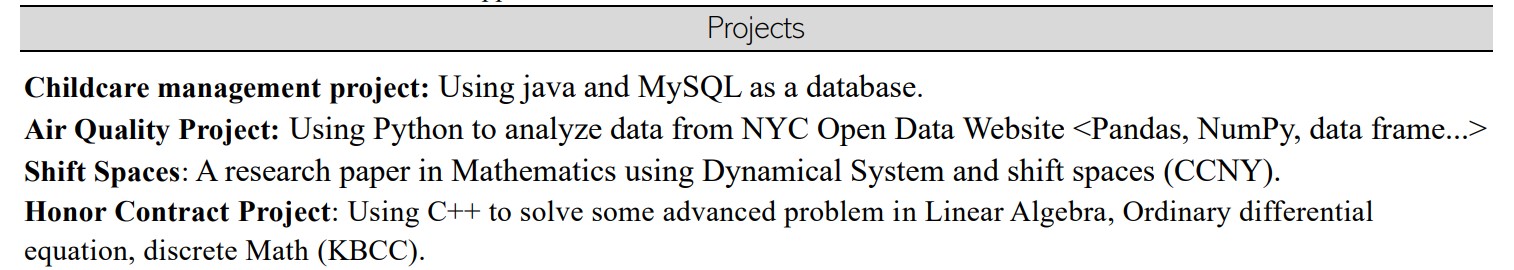 Projects
Childcare management project: Using java and MySQL as a database.
Air Quality Project: Using Python to analyze data from NYC Open Data Website <Pandas, NumPy, data frame...>
Shift Spaces: A research paper in Mathematics using Dynamical System and shift spaces (CCNY).
Honor Contract Project: Using C++ to solve some advanced problem in Linear Algebra, Ordinary differential
equation, discrete Math (KBCC).